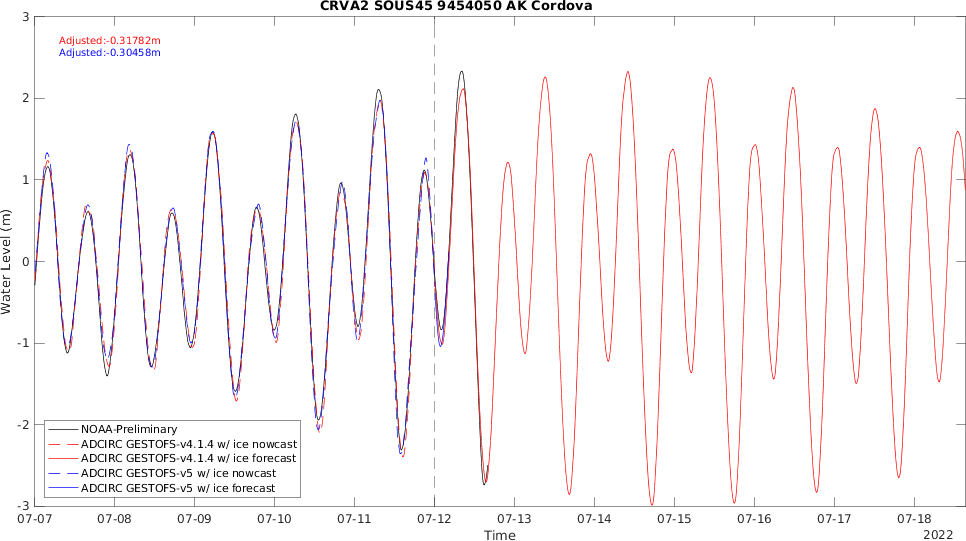 CRVA2 SOUS45 9454050 AK Cordova
Adjusted:-0.31782m
Adjusted:-0.30458m
3
2
1
0
-1
-2
-3
Water Level (m)
NOAA-Preliminary
ADCIRC GESTOFS-v4.1.4 w/ ice nowcast
ADCIRC GESTOFS-v4.1.4 w/ ice forecast
ADCIRC GESTOFS-v5 w/ ice nowcast
ADCIRC GESTOFS-v5 w/ ice forecast
07-07 07-08 07-09 07-10 07-11 07-12 07-13 07-14 07-15 07-16 07-17 07-18
Time
2022